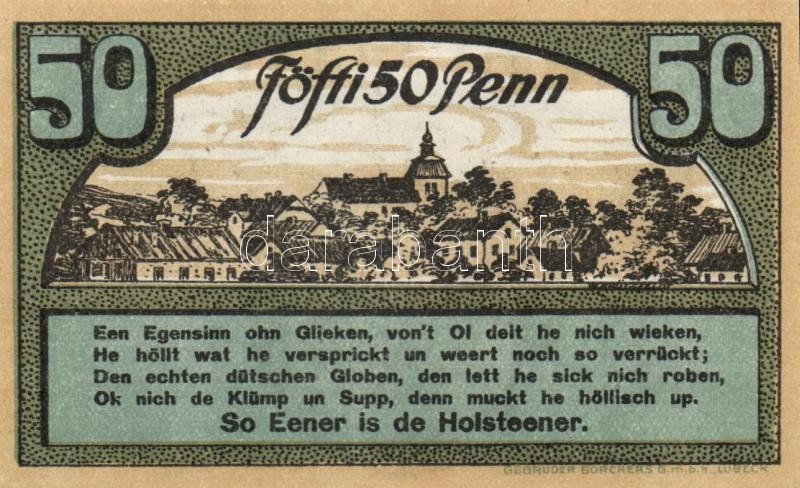 50 50
Föfti 50 Penn
darabanth
Een Egensinn ohn Glieken, von't Ol deit he nich wieken,
He höllt wat he versprickt un weert noch so verrückt;
Den echten dütschen Globen, den lett he sick nich roben,
Ok nich de Klümp un Supp, denn muckt he höllisch up.
So Eener is de Holsteener.
GEBRÜDER BORCHERS G.m.b.H., LÜBECK